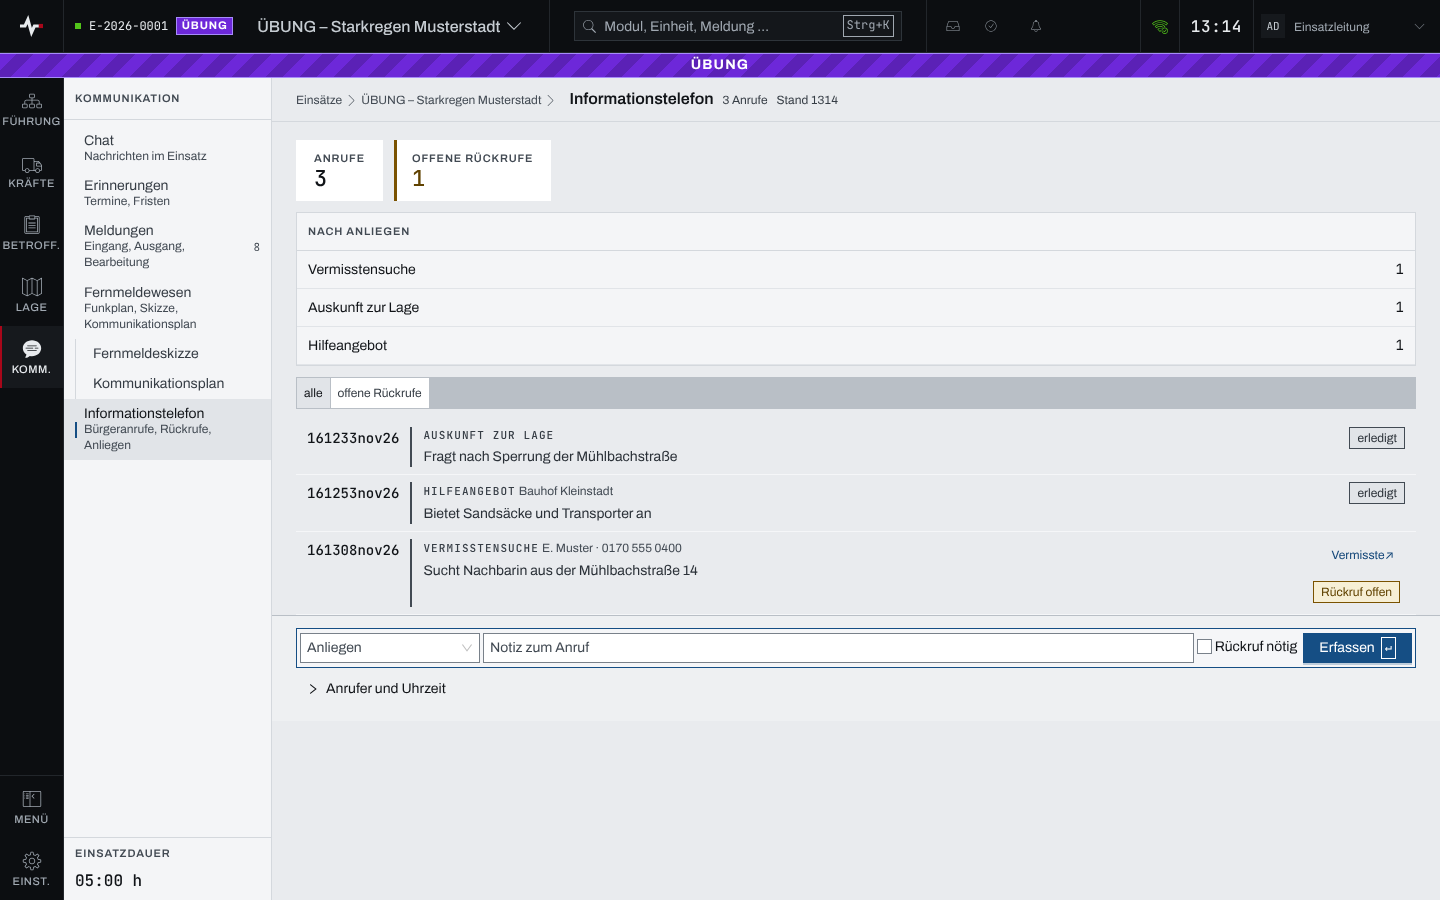 E-2026-0001 ÜBUNG ÜBUNG – Starkregen Musterstadt Modul, Einheit, Meldung ... Strg+K 13:14 AD Einsatzleitung
ÜBUNG
FÜHRUNG
KRÄFTE
BETROFF.
LAGE
KOMM.
MENÜ
EINST.
KOMMUNIKATION
Chat
Nachrichten im Einsatz
Erinnerungen
Termine, Fristen
Meldungen
Eingang, Ausgang, 8
Bearbeitung
Fernmeldewesen
Funkplan, Skizze,
Kommunikationsplan
Fernmeldeskizze
Kommunikationsplan
Informationstelefon
Bürgeranrufe, Rückrufe,
Anliegen
EINSATZDAUER
05:00 h
Einsätze ÜBUNG – Starkregen Musterstadt Informationstelefon 3 Anrufe Stand 1314
ANRUFE
3
OFFENE RÜCKRUFE
1
NACH ANLIEGEN
Vermisstensuche 1
Auskunft zur Lage 1
Hilfeangebot 1
alle offene Rückrufe
161233nov26 AUSKUNFT ZUR LAGE erledigt
Fragt nach Sperrung der Mühlbachstraße
161253nov26 HILFEANGEBOT Bauhof Kleinstadt erledigt
Bietet Sandsäcke und Transporter an
161308nov26 VERMISSTENSUCHE E. Muster · 0170 555 0400 Vermisste↗
Sucht Nachbarin aus der Mühlbachstraße 14
Rückruf offen
Anliegen Notiz zum Anruf Rückruf nötig Erfassen ↵
Anrufer und Uhrzeit